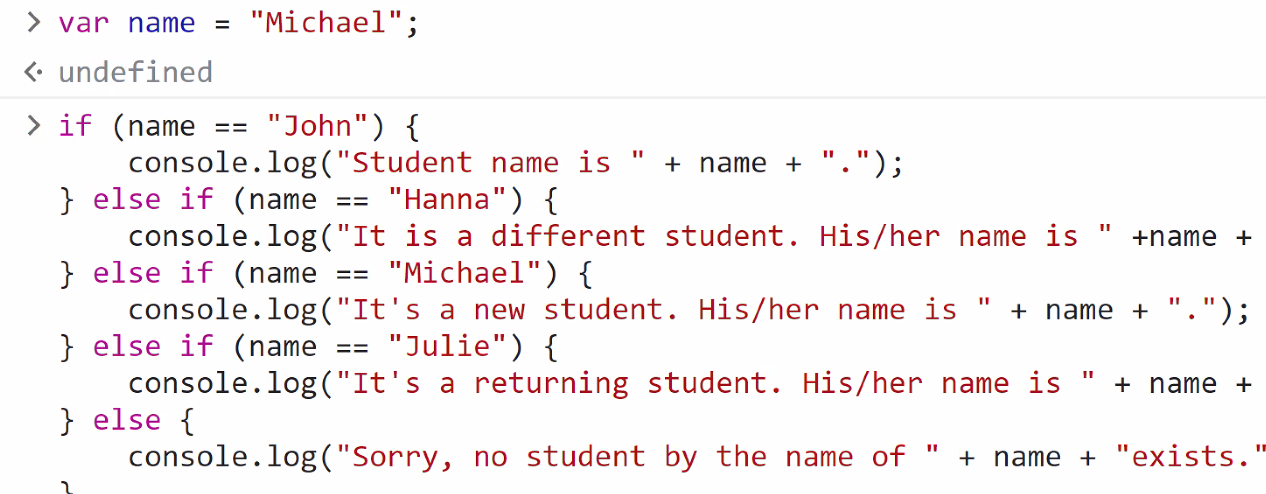 > var name = "Michael";
<· undefined
> if (name == "John") {
    console.log("Student name is " + name + ".");
} else if (name == "Hanna") {
    console.log("It is a different student. His/her name is " +name +
} else if (name == "Michael") {
    console.log("It's a new student. His/her name is " + name + ".");
} else if (name == "Julie") {
    console.log("It's a returning student. His/her name is " + name +
} else {
    console.log("Sorry, no student by the name of " + name + "exists."
}